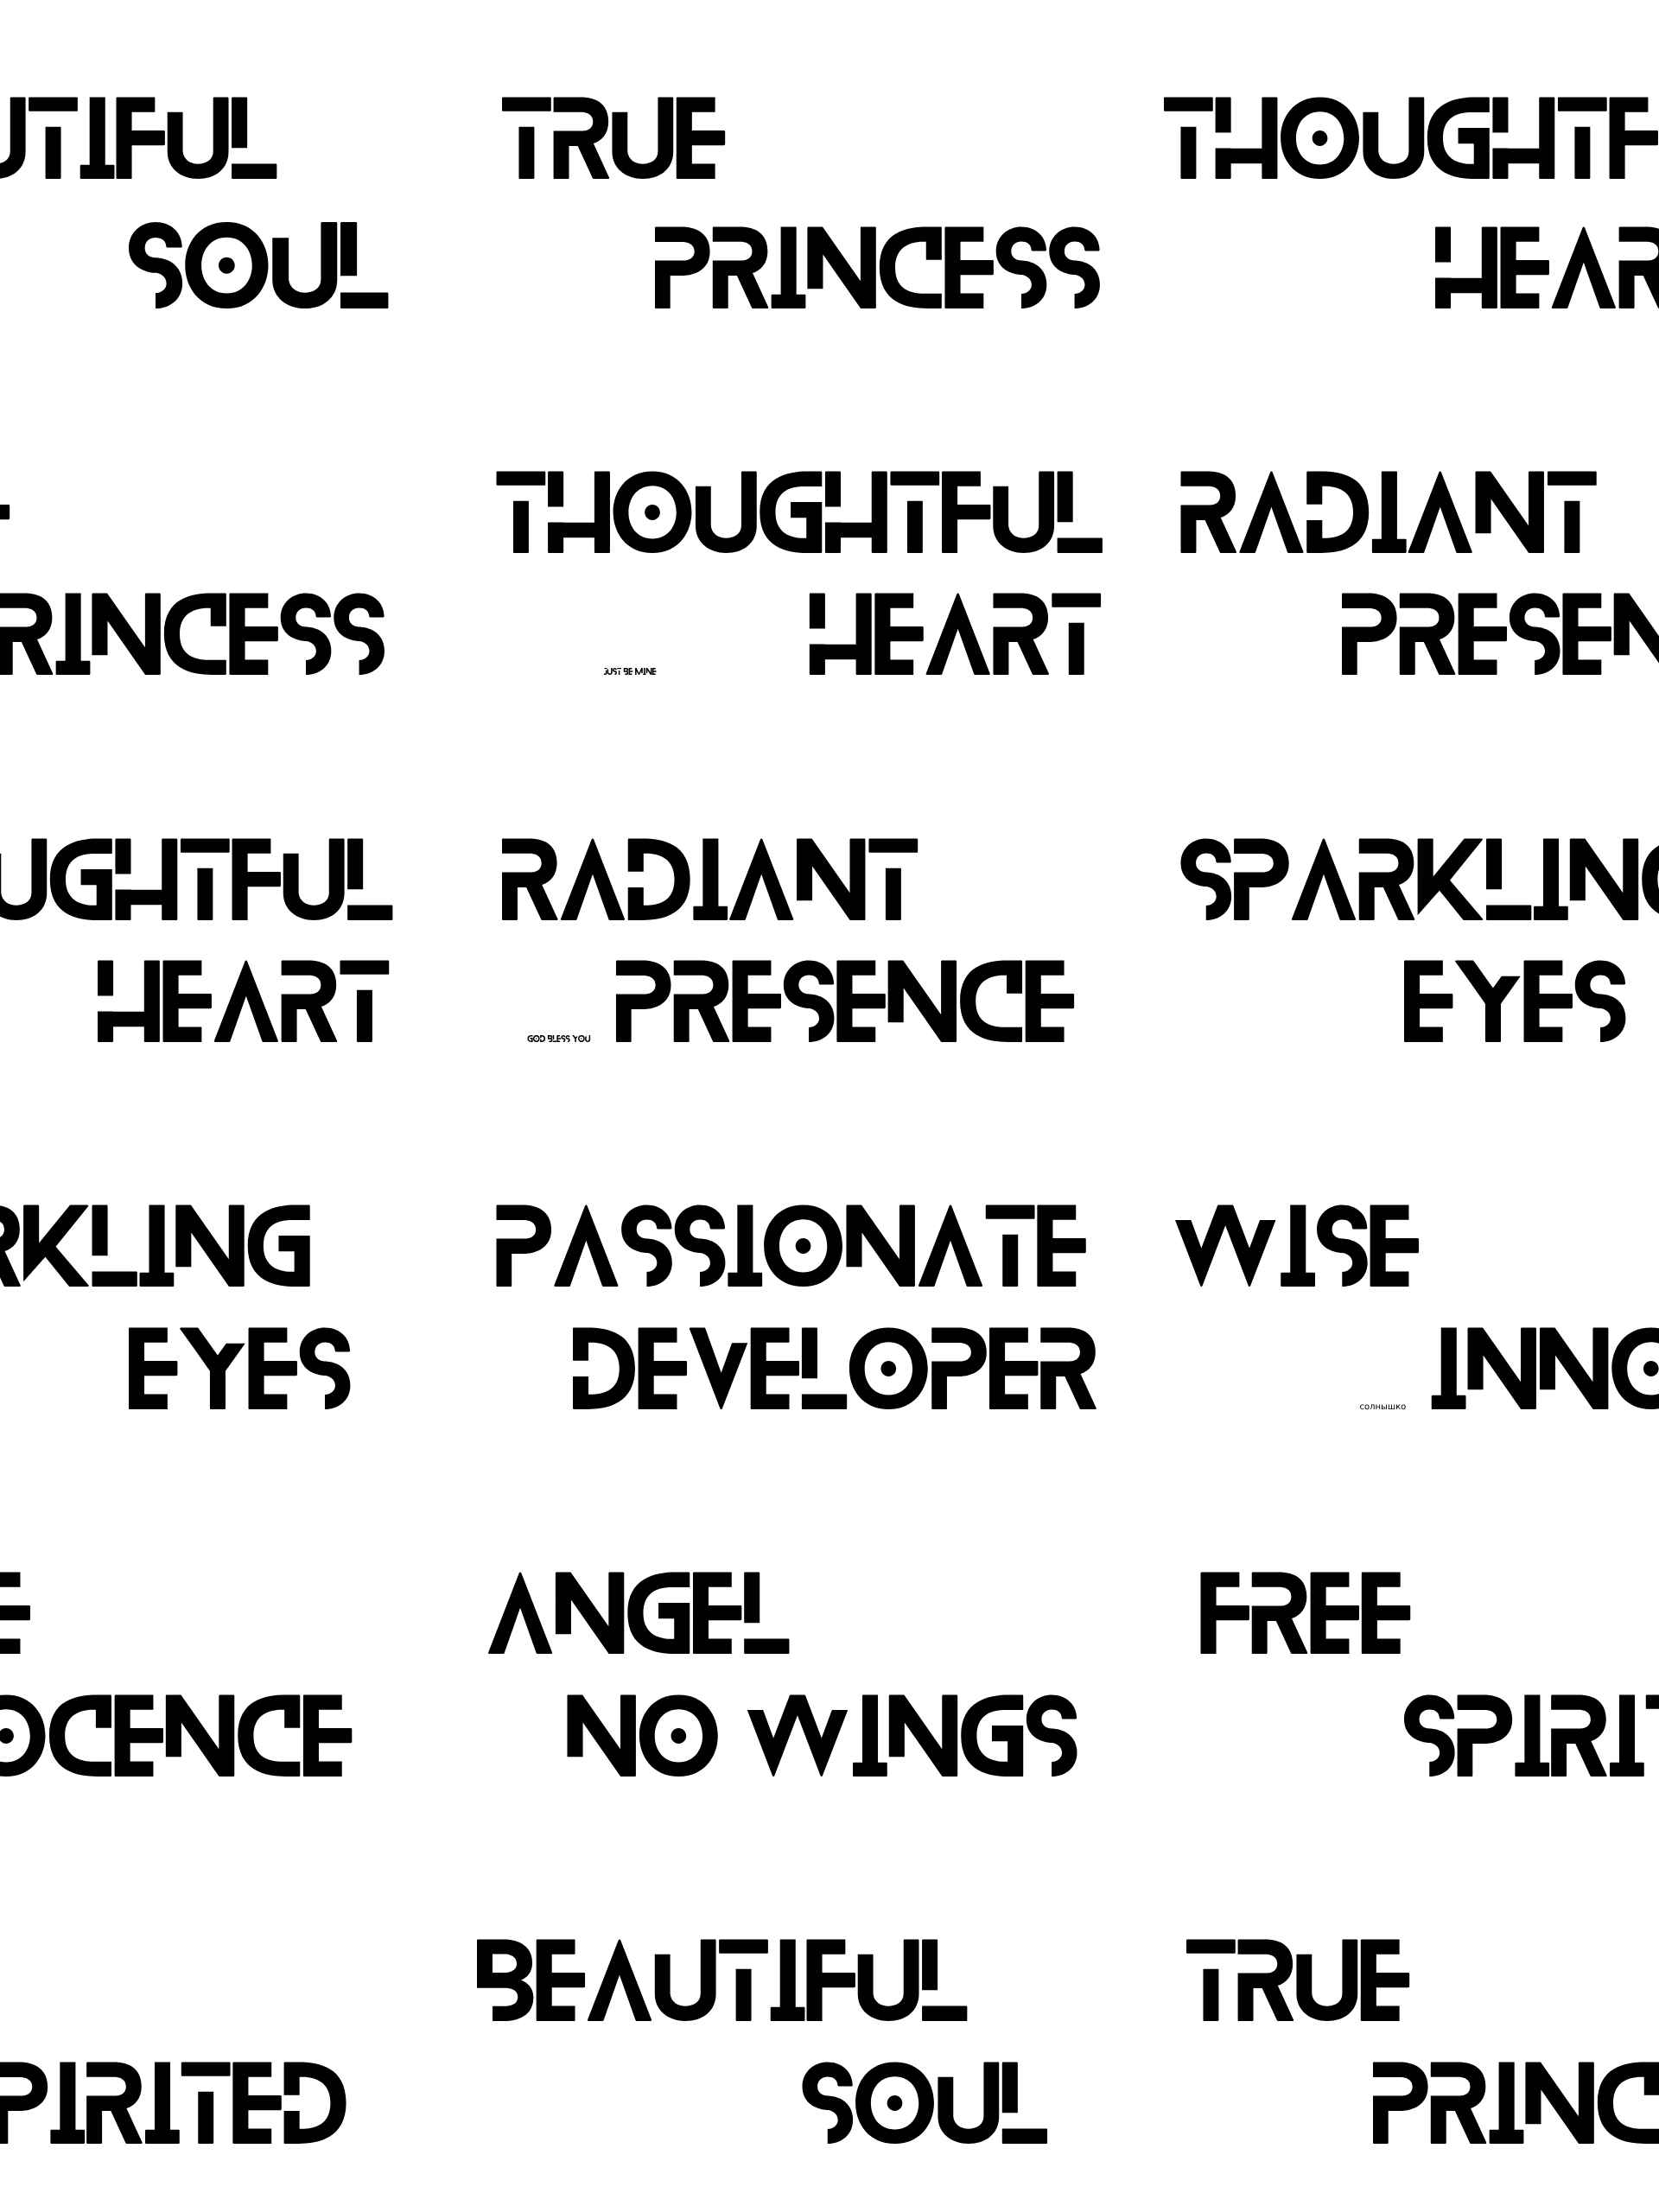 UTIFUL TRUE THOUGHTF
SOUL PRINCESS HEAR
THOUGHTFUL RADIANT
RINCESS HEART PRESEN
JUST BE MINE
UGHTFUL RADIANT SPARKLING
HEART PRESENCE EYES
GOD BLESS YOU
RKLING PASSIONATE WISE
EYES DEVELOPER INNO
солнышко
E ANGEL FREE
OCENCE NO WINGS SPIRIT
BEAUTIFUL TRUE
PIRITED SOUL PRINC